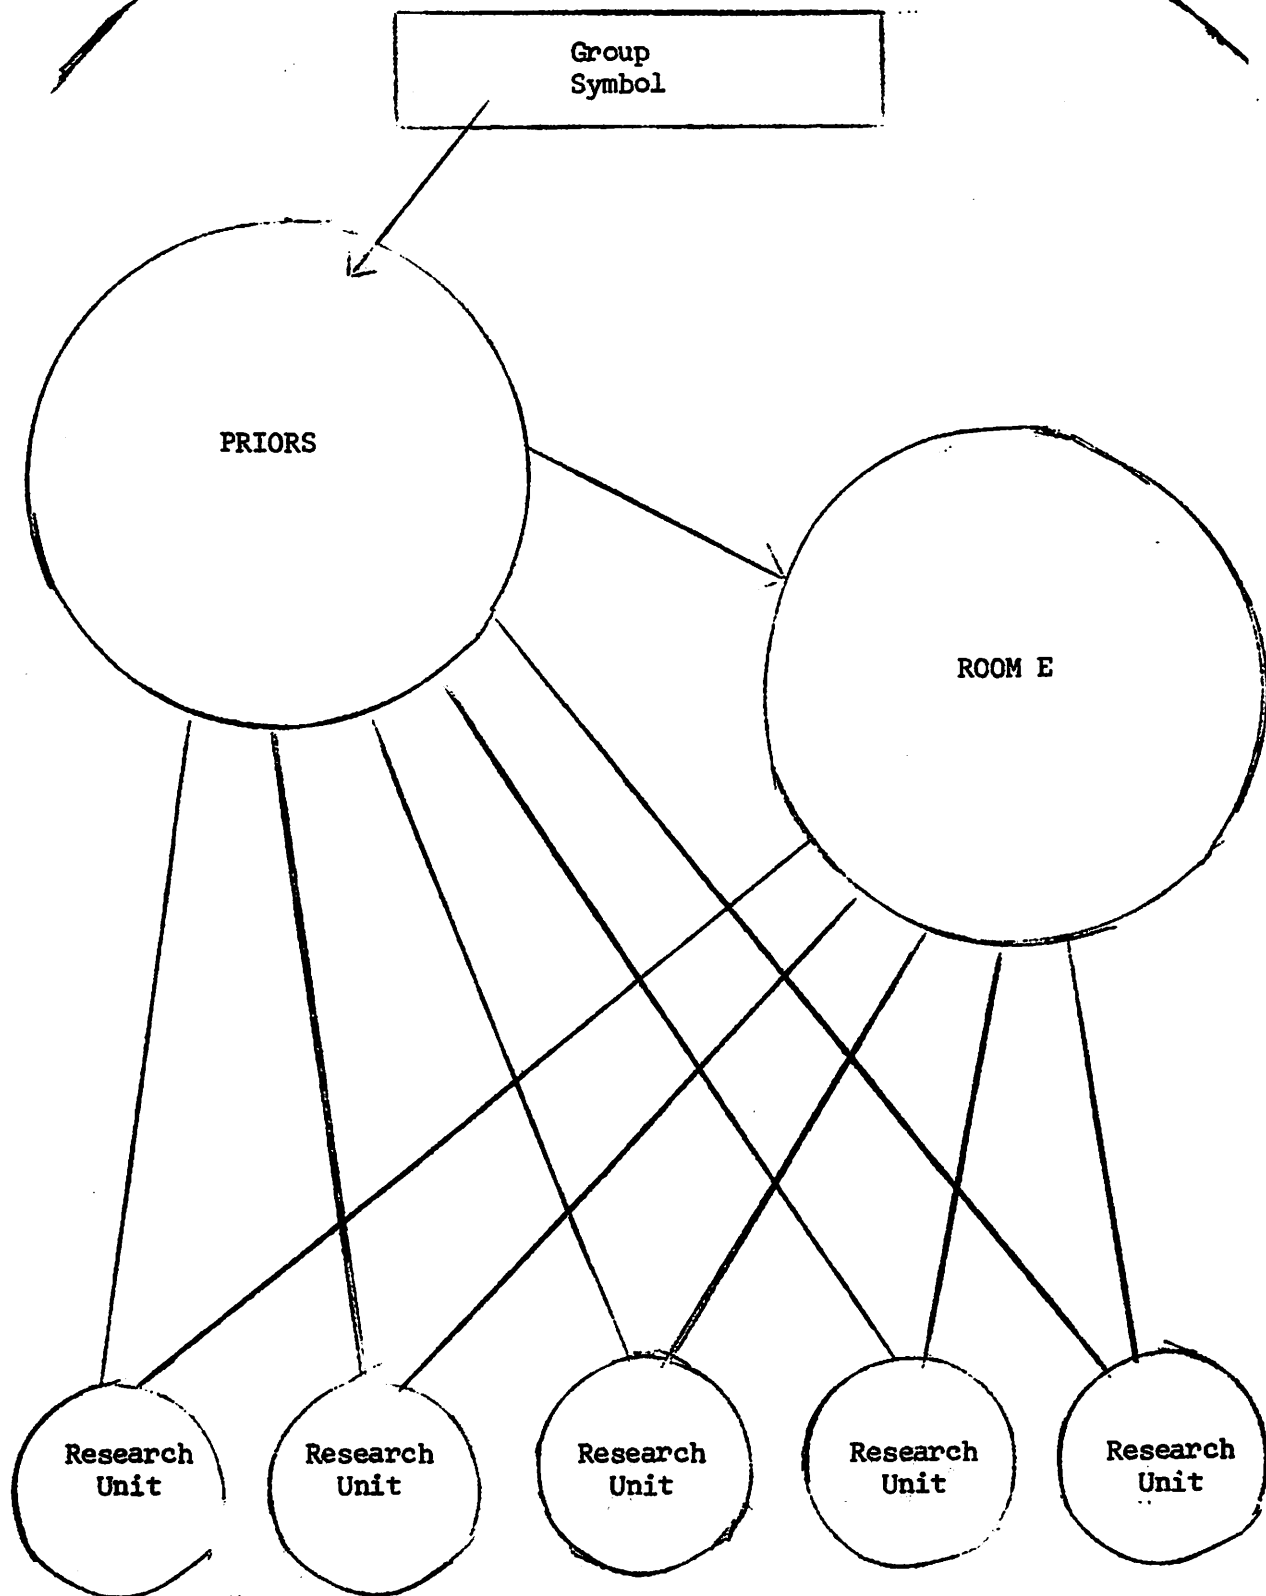 Group
Symbol
PRIORS
ROOM E
Research
Unit
Research
Unit
Research
Unit
Research
Unit
Research
Unit